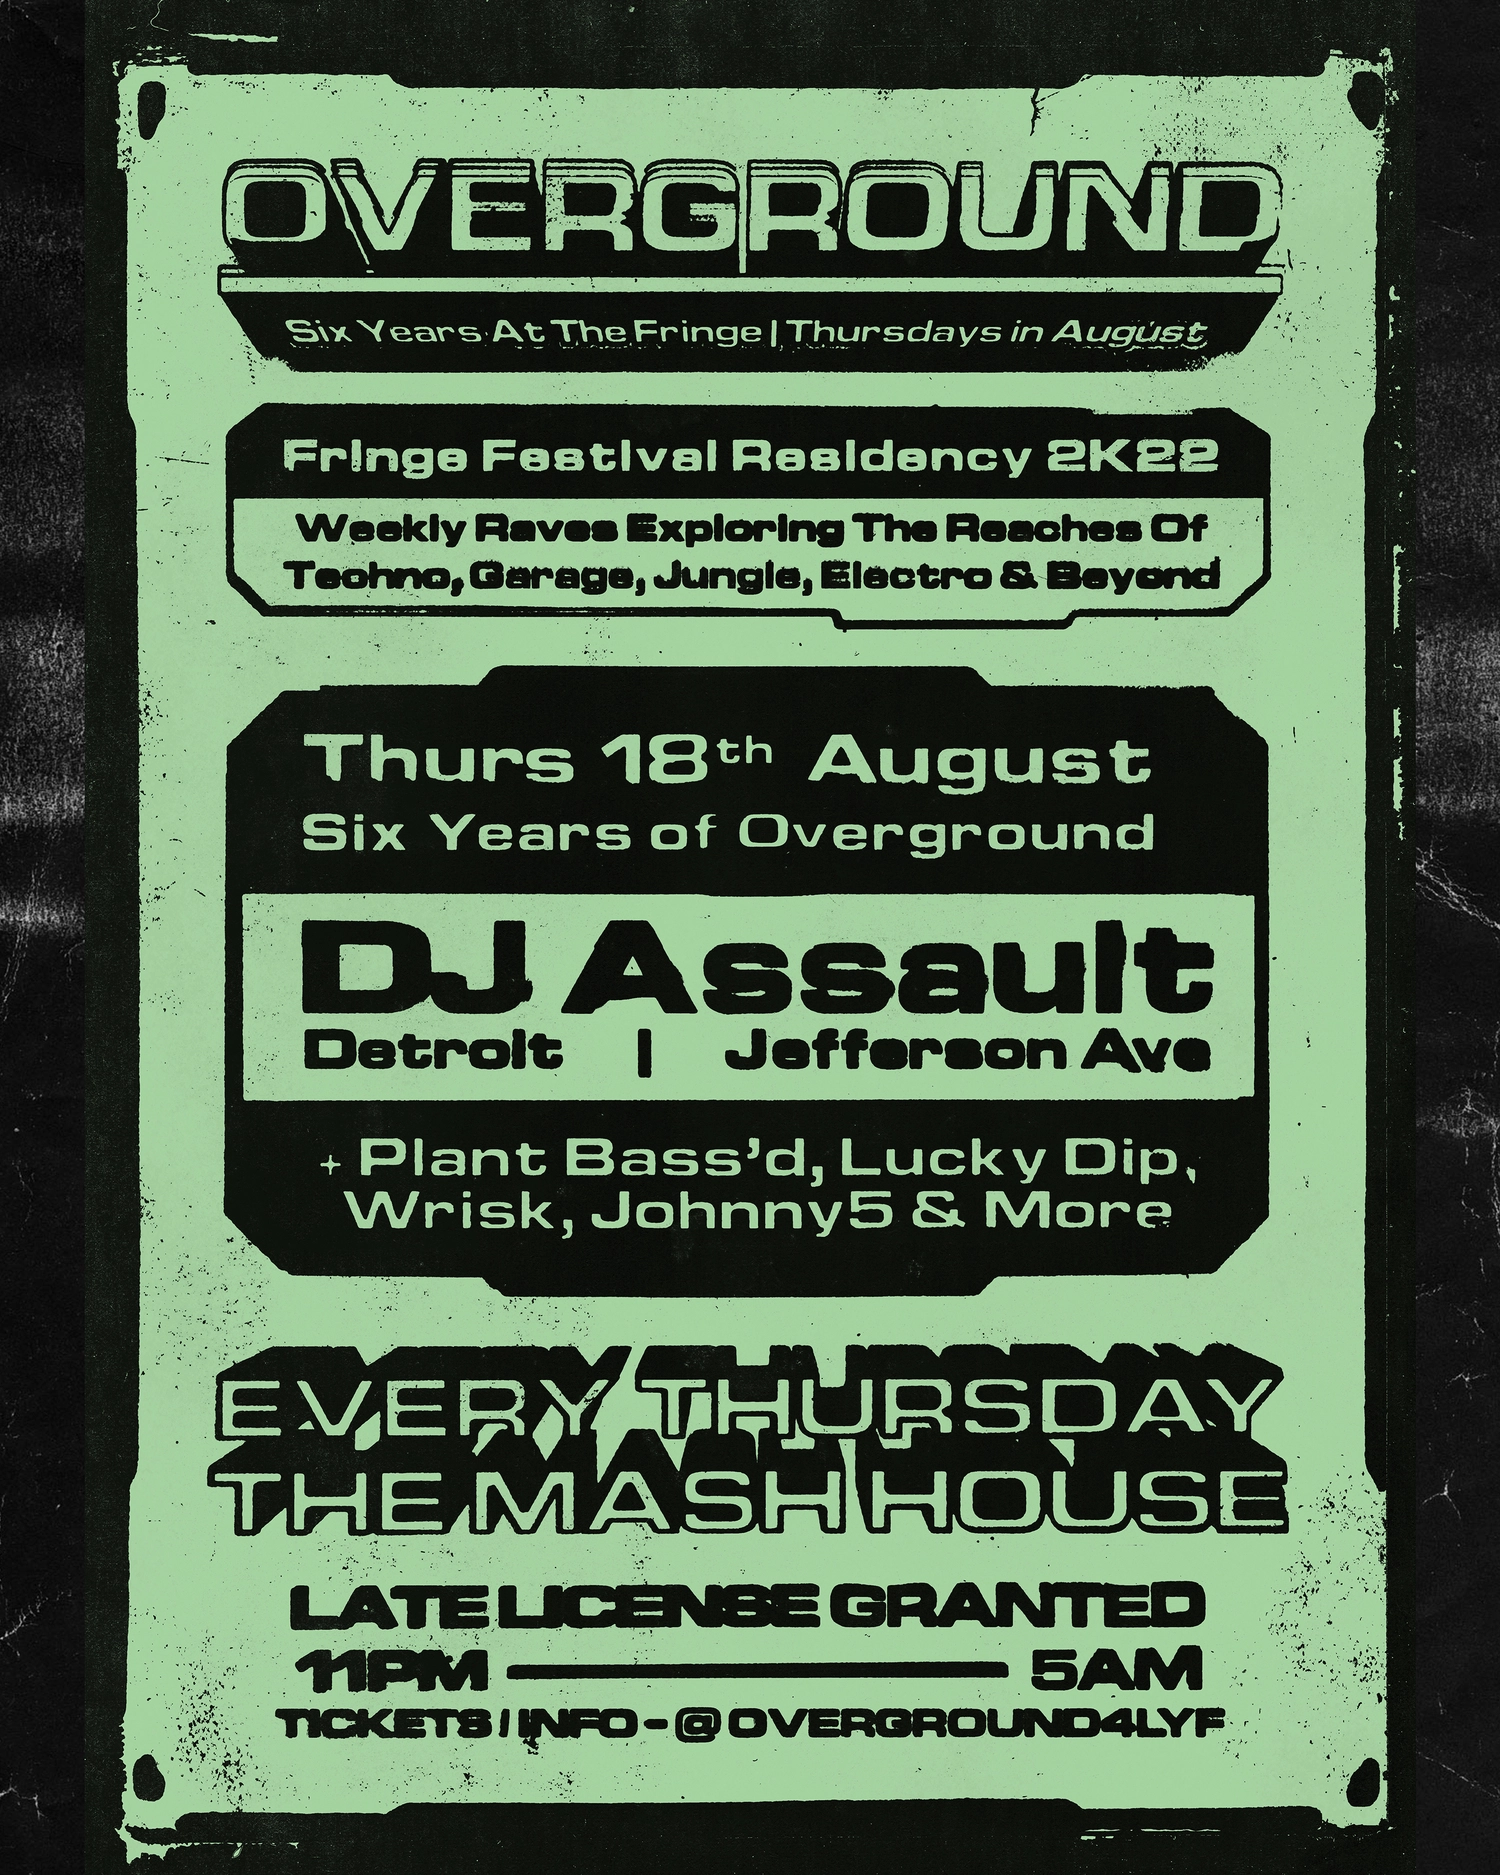 OVERGROUND
Six Years At The Fringe | Thursdays in August
Fringe Festival Residency 2K22
Weekly Raves Exploring The Reaches Of
Techno, Garage, Jungle, Electro & Beyond
Thurs 18th August
Six Years of Overground
DJ Assault
Detroit | Jefferson Ave
+ Plant Bass'd, Lucky Dip,
Wrisk, Johnny5 & More
EVERY THURSDAY
THE MASH HOUSE
LATE LICENSE GRANTED
11PM — 5AM
TICKETS / INFO - @OVERGROUND4LYF